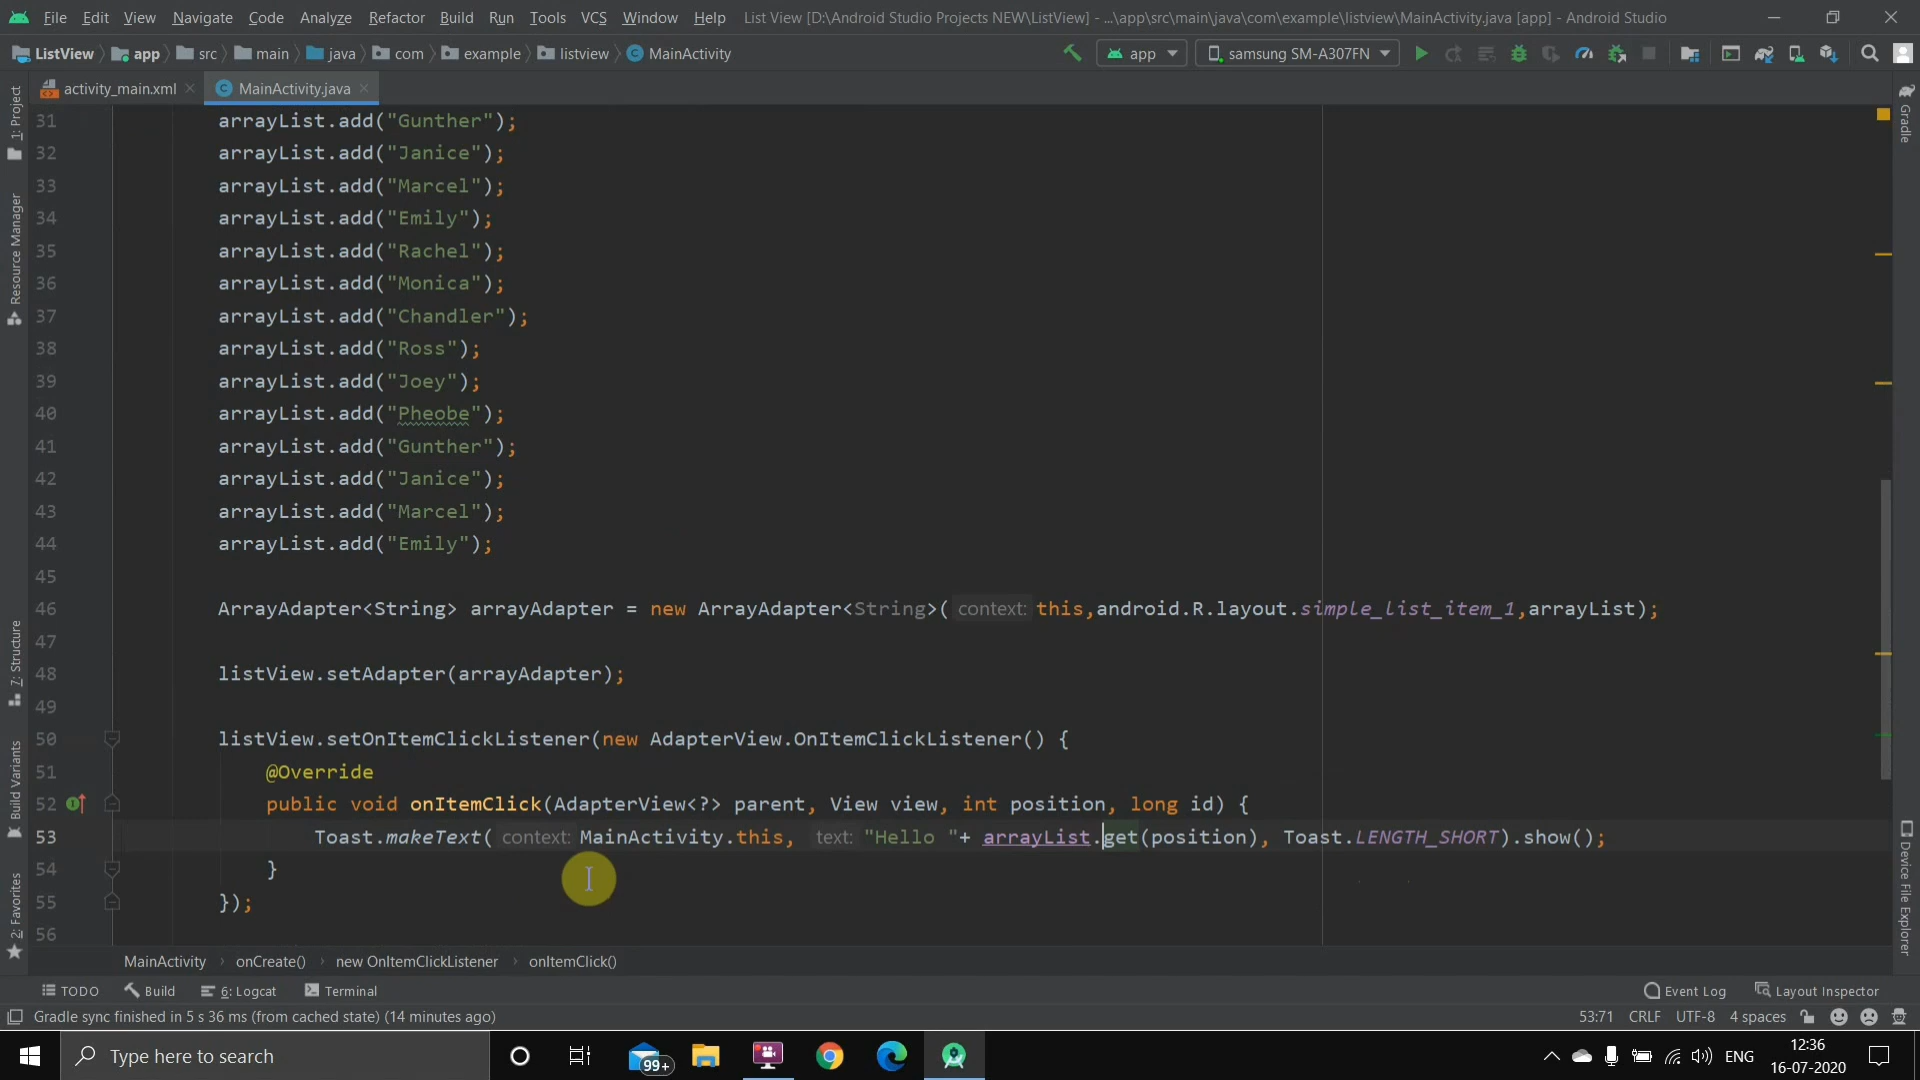 File Edit View Navigate Code Analyze Refactor Build Run Tools VCS Window Help List View [D:\Android Studio Projects NEW\ListView] - ...\app\src\main\java\com\example\listview\MainActivity.java [app] - Android Studio
ListView app src main java com example listview MainActivity app samsung SM-A307FN
activity_main.xml MainActivity.java
1: Project
Resource Manager
7: Structure
Build Variants
2: Favorites
Gradle
Device File Explorer
31 arrayList.add("Gunther");
32 arrayList.add("Janice");
33 arrayList.add("Marcel");
34 arrayList.add("Emily");
35 arrayList.add("Rachel");
36 arrayList.add("Monica");
37 arrayList.add("Chandler");
38 arrayList.add("Ross");
39 arrayList.add("Joey");
40 arrayList.add("Pheobe");
41 arrayList.add("Gunther");
42 arrayList.add("Janice");
43 arrayList.add("Marcel");
44 arrayList.add("Emily");
45
46 ArrayAdapter<String> arrayAdapter = new ArrayAdapter<String>( context: this,android.R.layout.simple_list_item_1,arrayList);
47
48 listView.setAdapter(arrayAdapter);
49
50 listView.setOnItemClickListener(new AdapterView.OnItemClickListener() {
51 @Override
52 public void onItemClick(AdapterView<?> parent, View view, int position, long id) {
53 Toast.makeText( context: MainActivity.this, text: "Hello "+ arrayList.get(position), Toast.LENGTH_SHORT).show();
54 }
55 });
56
MainActivity onCreate() new OnItemClickListener onItemClick()
TODO Build 6: Logcat Terminal Event Log Layout Inspector
Gradle sync finished in 5 s 36 ms (from cached state) (14 minutes ago) 53:71 CRLF UTF-8 4 spaces
Type here to search 99+ ENG 12:36
16-07-2020